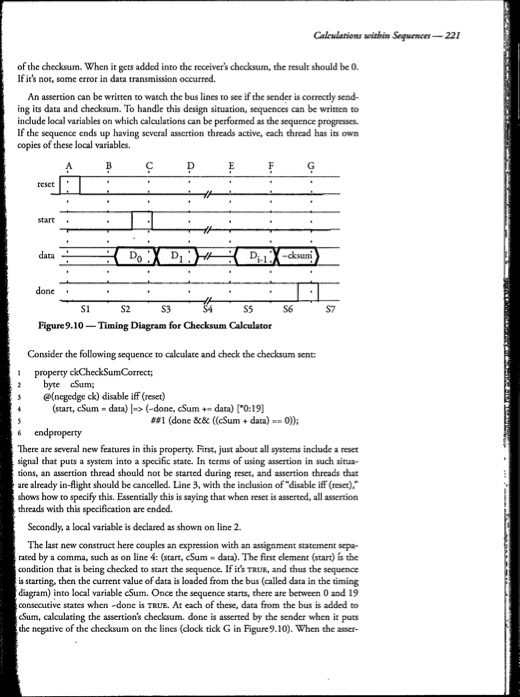 Calculations within Sequences — 221
of the checksum. When it gets added into the receiver's checksum, the result should be 0.
If it's not, some error in data transmission occurred.
An assertion can be written to watch the bus lines to see if the sender is correctly send-
ing its data and checksum. To handle this design situation, sequences can be written to
include local variables on which calculations can be performed as the sequence progresses.
If the sequence ends up having several assertion threads active, each thread has its own
copies of these local variables.
A B C D E F G
reset
start
data D0 D1 Dj-1 ~cksum
done
S1 S2 S3 S4 S5 S6 S7
Figure 9.10 — Timing Diagram for Checksum Calculator
Consider the following sequence to calculate and check the checksum sent:
1 property ckCheckSumCorrect;
2 byte cSum;
3 @(negedge ck) disable iff (reset)
4 (start, cSum = data) |=> (~done, cSum += data) [*0:19]
5 ##1 (done && ((cSum + data) == 0));
6 endproperty
There are several new features in this property. First, just about all systems include a reset
signal that puts a system into a specific state. In terms of using assertion in such situa-
tions, an assertion thread should not be started during reset, and assertion threads that
are already in-flight should be cancelled. Line 3, with the inclusion of "disable iff (reset),"
shows how to specify this. Essentially this is saying that when reset is asserted, all assertion
threads with this specification are ended.
Secondly, a local variable is declared as shown on line 2.
The last new construct here couples an expression with an assignment statement sepa-
rated by a comma, such as on line 4: (start, cSum = data). The first element (start) is the
condition that is being checked to start the sequence. If it's TRUE, and thus the sequence
is starting, then the current value of data is loaded from the bus (called data in the timing
diagram) into local variable cSum. Once the sequence starts, there are between 0 and 19
consecutive states when ~done is TRUE. At each of these, data from the bus is added to
cSum, calculating the assertion's checksum. done is asserted by the sender when it puts
the negative of the checksum on the lines (clock tick G in Figure 9.10). When the asser-